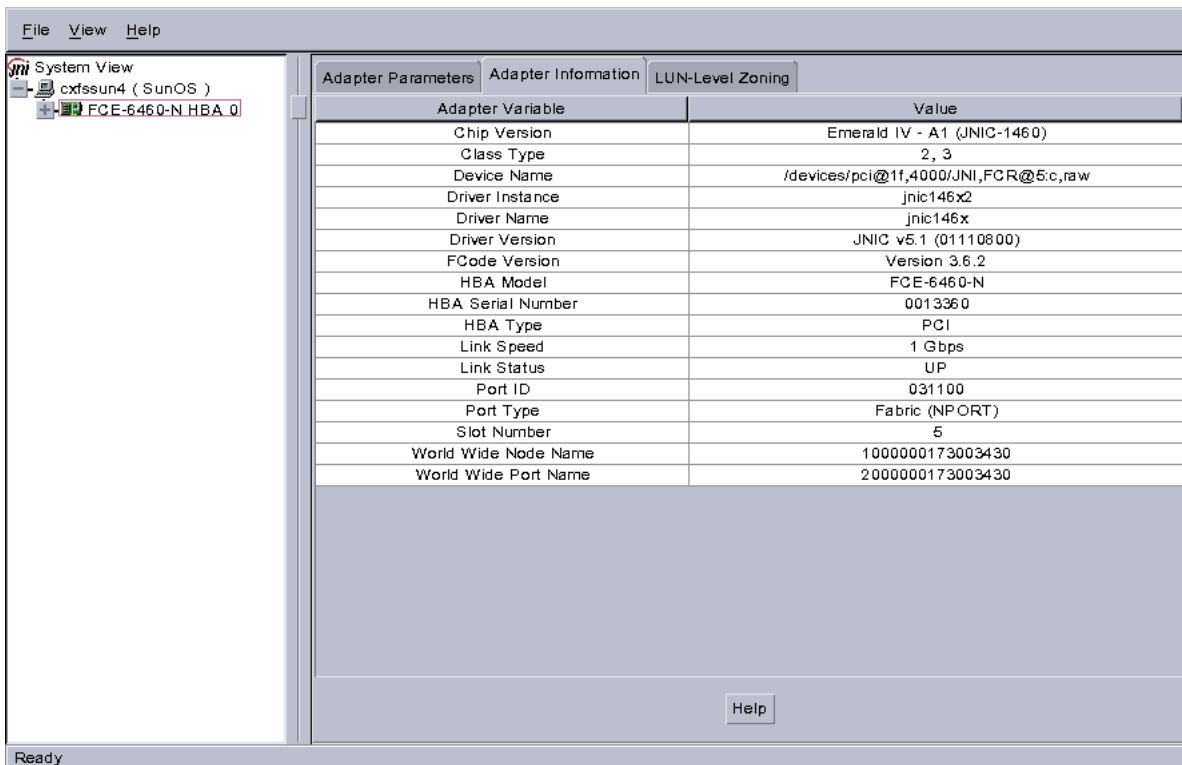 File View Help
jni System View
cxfssun4 ( SunOS )
FCE-6460-N HBA 0
Adapter Parameters Adapter Information LUN-Level Zoning
Adapter Variable Value
Chip Version Emerald IV - A1 (JNIC-1460)
Class Type 2, 3
Device Name /devices/pci@1f,4000/JNI,FCR@5:c,raw
Driver Instance jnic146x2
Driver Name jnic146x
Driver Version JNIC v5.1 (01110800)
FCode Version Version 3.6.2
HBA Model FCE-6460-N
HBA Serial Number 0013360
HBA Type PCI
Link Speed 1 Gbps
Link Status UP
Port ID 031100
Port Type Fabric (NPORT)
Slot Number 5
World Wide Node Name 1000000173003430
World Wide Port Name 2000000173003430
Help
Ready